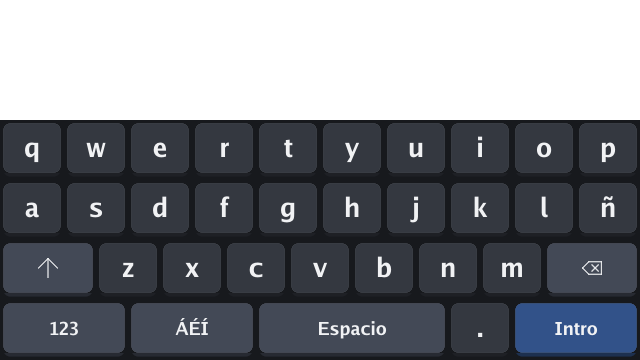 q w e r t y u i o p
a s d f g h j k l ñ
z x c v b n m
123 ÁÉÍ Espacio . Intro